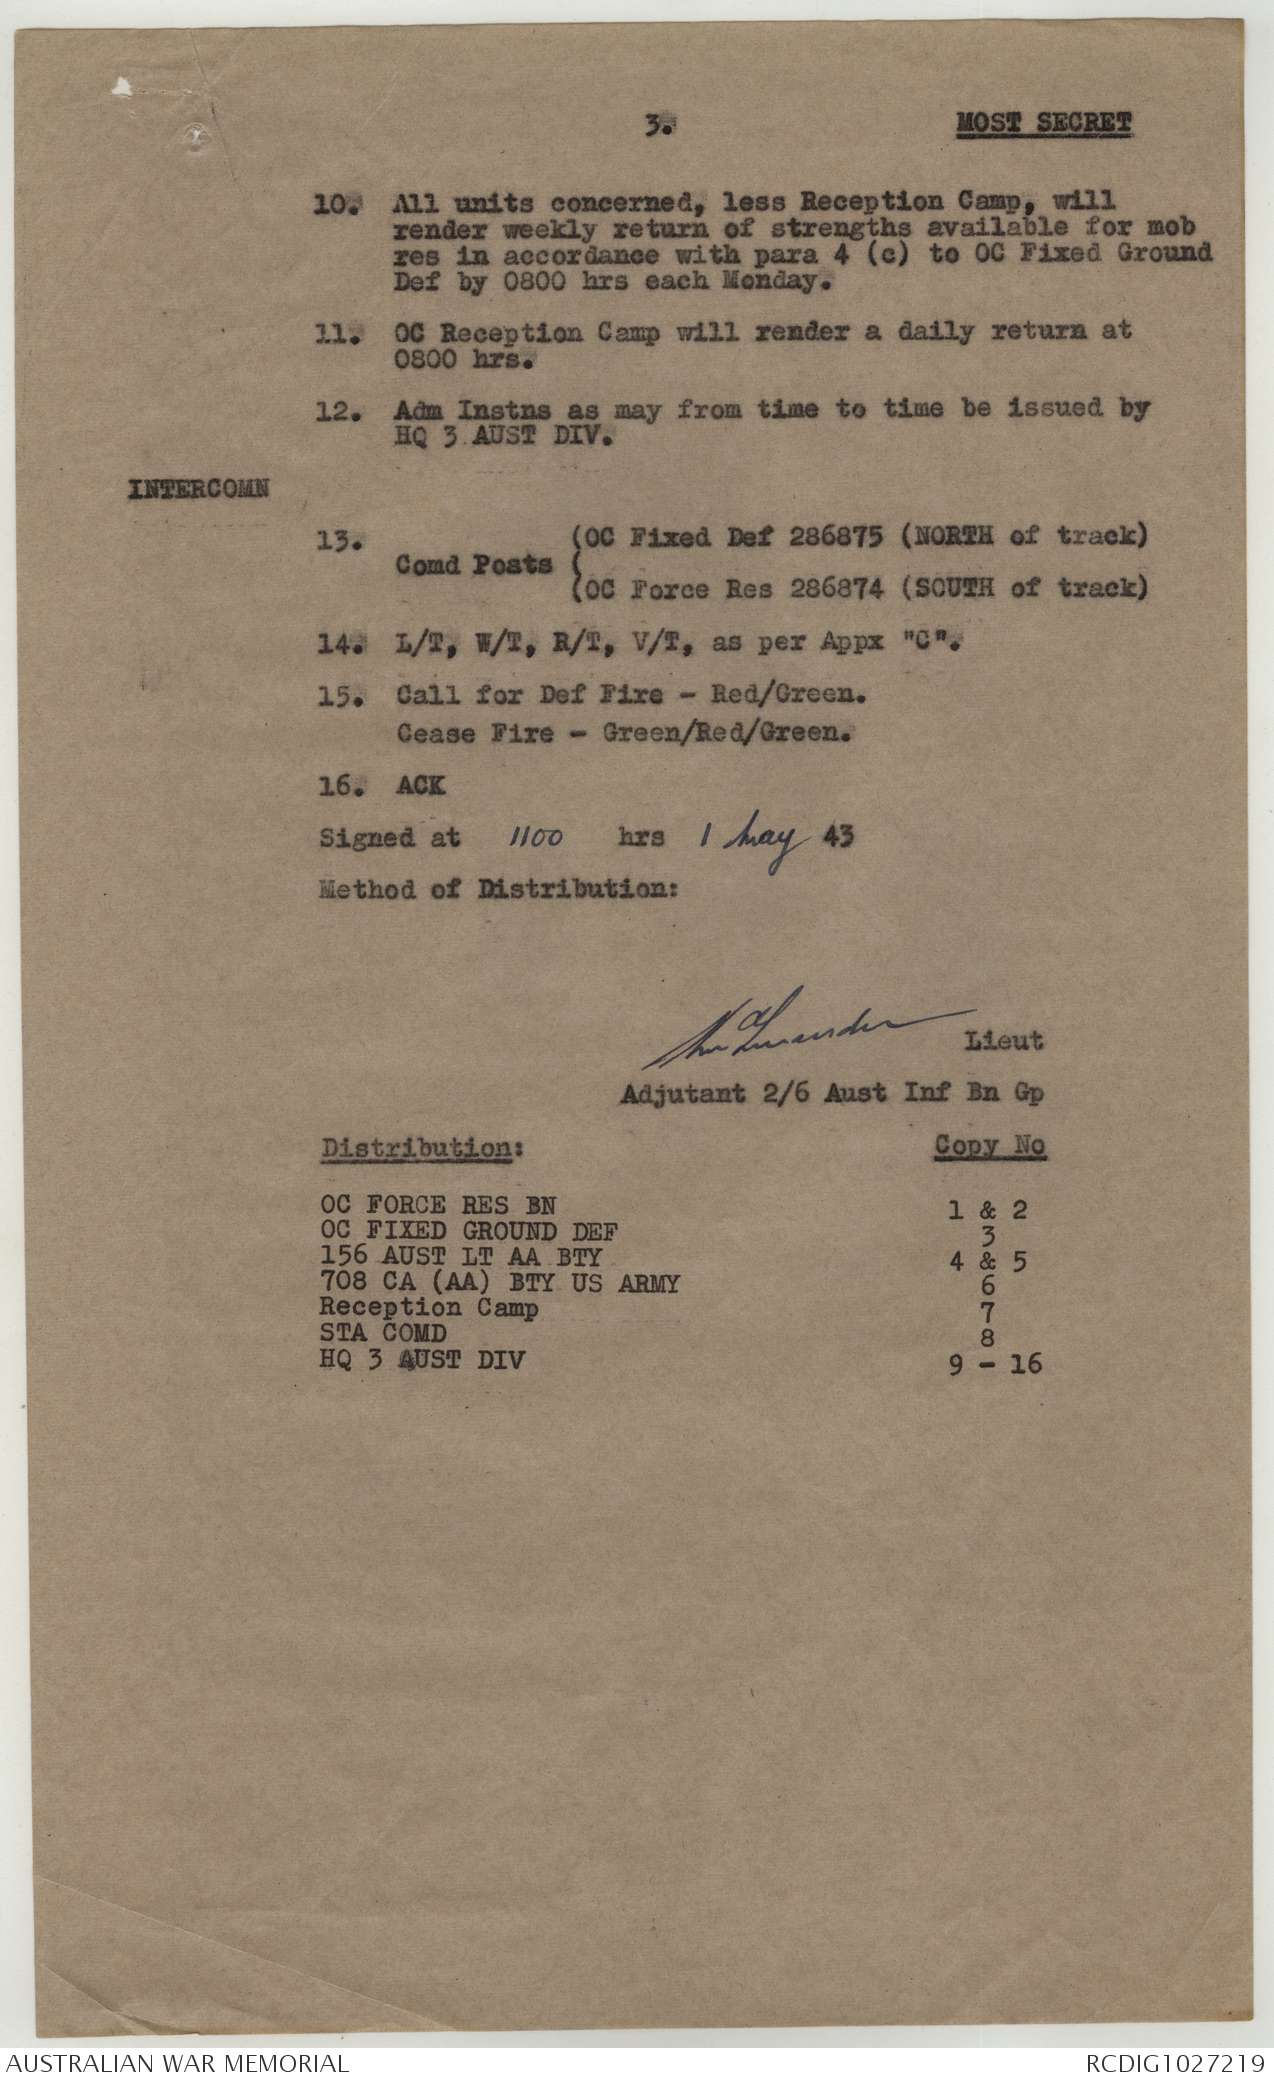 3.
MOST SECRET
10. All units concerned, less Reception Camp, will
render weekly return of strengths available for mob
res in accordance with para 4 (c) to OC Fixed Ground
Def by 0800 hrs each Monday.
11. OC Reception Camp will render a daily return at
0800 hrs.
12. Adm Instns as may from time to time be issued by
HQ 3 AUST DIV.
INTERCOMN
13. (OC Fixed Def 286875 (NORTH of track)
Comd Posts (
(OC Force Res 286874 (SOUTH of track)
14. L/T, W/T, R/T, V/T, as per Appx "C".
15. Call for Def Fire - Red/Green.
Cease Fire - Green/Red/Green.
16. ACK
Signed at 1100 hrs 1 May 43
Method of Distribution:
Lieut
Adjutant 2/6 Aust Inf Bn Gp
Distribution: Copy No
OC FORCE RES BN 1 & 2
OC FIXED GROUND DEF 3
156 AUST LT AA BTY 4 & 5
708 CA (AA) BTY US ARMY 6
Reception Camp 7
STA COMD 8
HQ 3 AUST DIV 9 - 16
AUSTRALIAN WAR MEMORIAL
RCDIG1027219